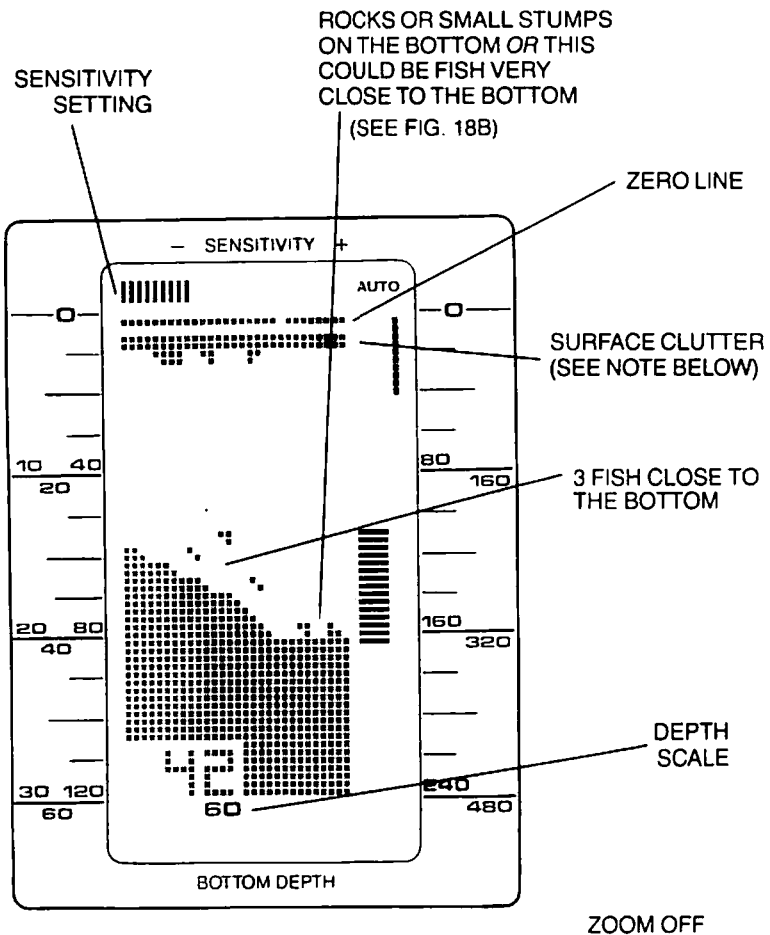 ROCKS OR SMALL STUMPS
ON THE BOTTOM OR THIS
COULD BE FISH VERY
CLOSE TO THE BOTTOM
(SEE FIG. 18B)
SENSITIVITY
SETTING
ZERO LINE
– SENSITIVITY +
AUTO
0 0
SURFACE CLUTTER
(SEE NOTE BELOW)
10 40 80
20 160
3 FISH CLOSE TO
THE BOTTOM
20 80 160
40 320
DEPTH
SCALE
42
30 120 240
60 60 480
BOTTOM DEPTH
ZOOM OFF